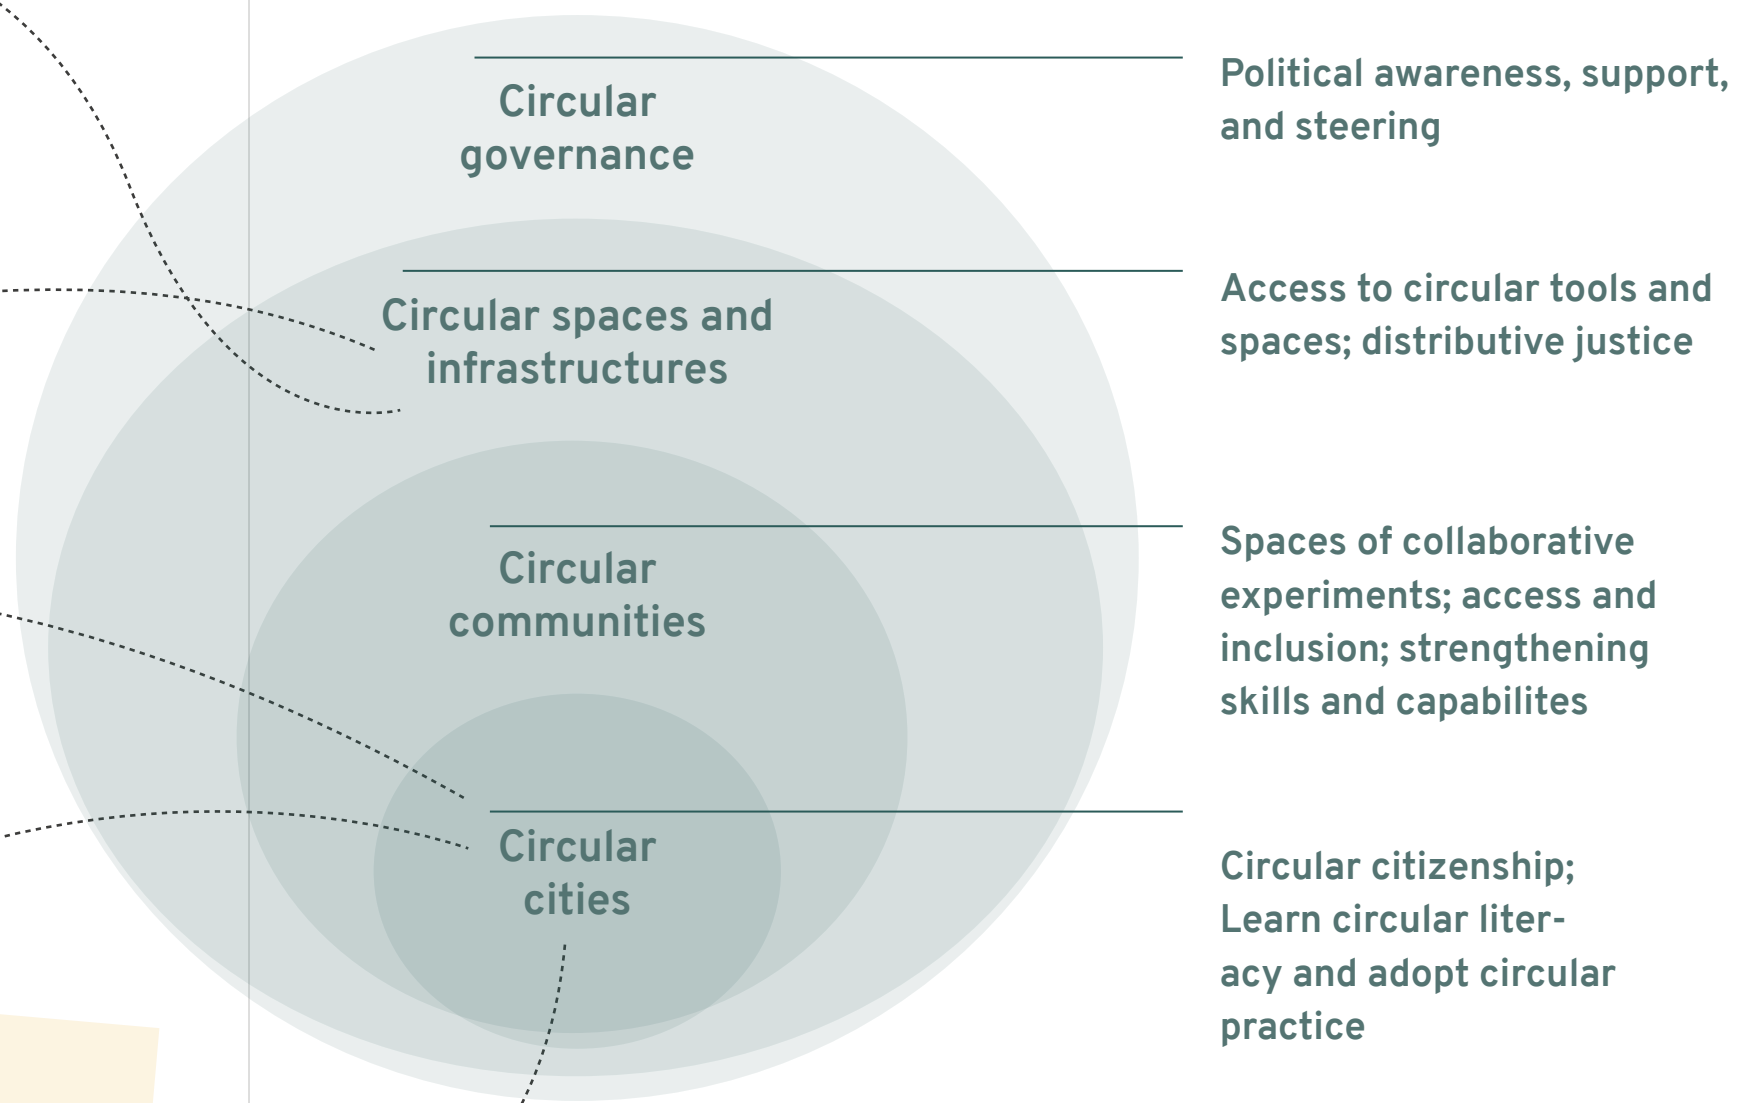 Circular
governance
Political awareness, support,
and steering
Circular spaces and
infrastructures
Access to circular tools and
spaces; distributive justice
Circular
communities
Spaces of collaborative
experiments; access and
inclusion; strengthening
skills and capabilites
Circular
cities
Circular citizenship;
Learn circular liter-
acy and adopt circular
practice